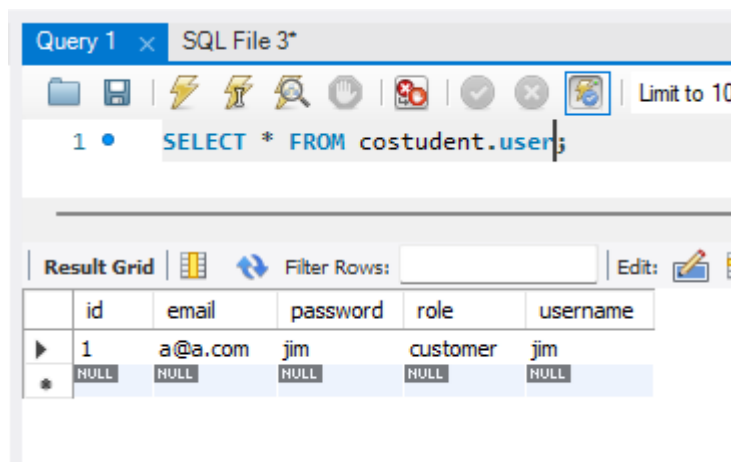 Query 1 × SQL File 3*
Limit to 10
1 SELECT * FROM costudent.user;
Result Grid Filter Rows: Edit:
id email password role username
1 a@a.com jim customer jim
NULL NULL NULL NULL NULL